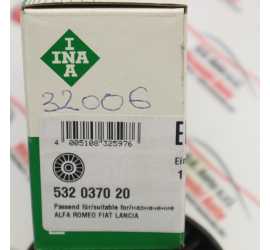 INA
32006
4 005108 325976
532 0370 20
Passend für/suitable for/
ALFA ROMEO FIAT LANCIA